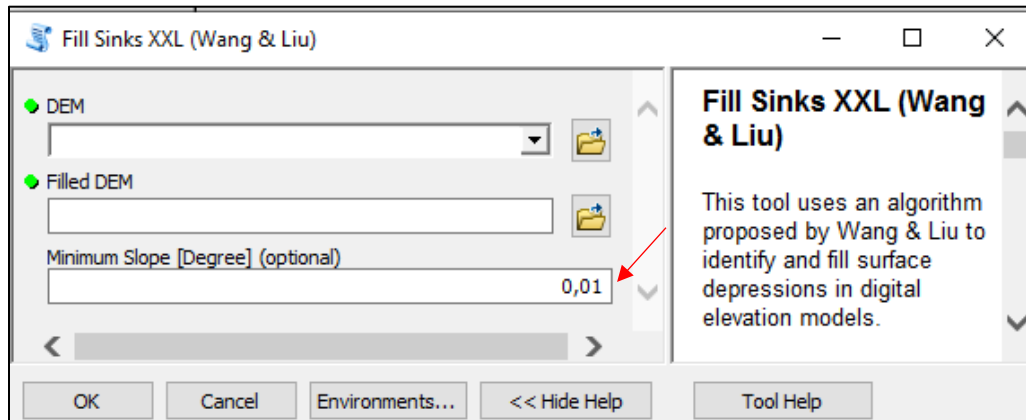 Fill Sinks XXL (Wang & Liu)
DEM
Filled DEM
Minimum Slope [Degree] (optional)
0,01
Fill Sinks XXL (Wang
& Liu)
This tool uses an algorithm
proposed by Wang & Liu to
identify and fill surface
depressions in digital
elevation models.
OK
Cancel
Environments...
<< Hide Help
Tool Help